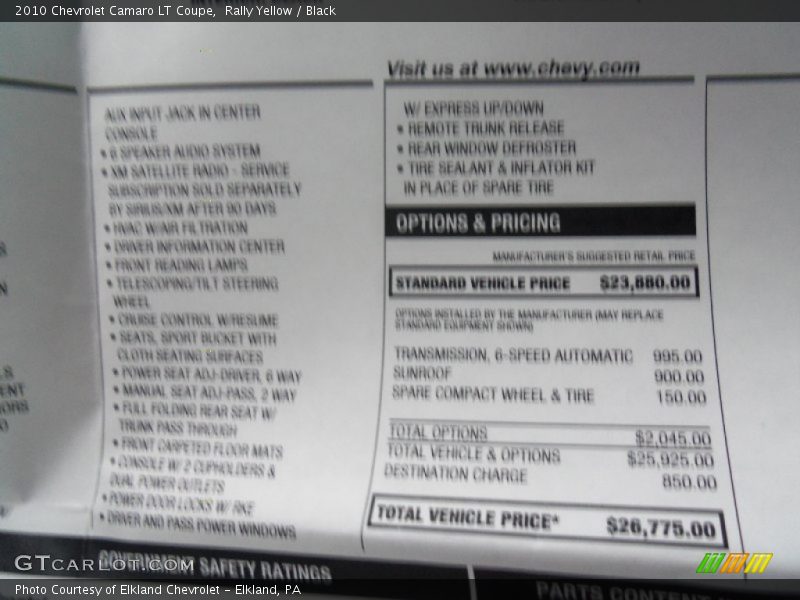 2010 Chevrolet Camaro LT Coupe,  Rally Yellow / Black
Visit us at www.chevy.com
AUX INPUT JACK IN CENTER
CONSOLE
• 6 SPEAKER AUDIO SYSTEM
• XM SATELLITE RADIO - SERVICE
SUBSCRIPTION SOLD SEPARATELY
BY SIRIUS/XM AFTER 90 DAYS
• HVAC W/AIR FILTRATION
• DRIVER INFORMATION CENTER
• FRONT READING LAMPS
• TELESCOPING/TILT STEERING
WHEEL
• CRUISE CONTROL W/RESUME
• SEATS, SPORT BUCKET WITH
CLOTH SEATING SURFACES
• POWER SEAT ADJ-DRIVER, 6 WAY
• MANUAL SEAT ADJ-PASS, 2 WAY
• FULL FOLDING REAR SEAT W/
TRUNK PASS THROUGH
• FRONT CARPETED FLOOR MATS
• CONSOLE W/ 2 CUPHOLDERS &
DUAL POWER OUTLETS
• POWER DOOR LOCKS W/ RKE
• DRIVER AND PASS POWER WINDOWS
W/ EXPRESS UP/DOWN
• REMOTE TRUNK RELEASE
• REAR WINDOW DEFROSTER
• TIRE SEALANT & INFLATOR KIT
IN PLACE OF SPARE TIRE
OPTIONS & PRICING
MANUFACTURER'S SUGGESTED RETAIL PRICE
STANDARD VEHICLE PRICE $23,880.00
OPTIONS INSTALLED BY THE MANUFACTURER (MAY REPLACE
STANDARD EQUIPMENT SHOWN)
TRANSMISSION, 6-SPEED AUTOMATIC 995.00
SUNROOF 900.00
SPARE COMPACT WHEEL & TIRE 150.00
TOTAL OPTIONS $2,045.00
TOTAL VEHICLE & OPTIONS $25,925.00
DESTINATION CHARGE 850.00
TOTAL VEHICLE PRICE* $26,775.00
GOVERNMENT SAFETY RATINGS
PARTS CONTENT
GTCARLOT.COM
Photo Courtesy of Elkland Chevrolet – Elkland, PA